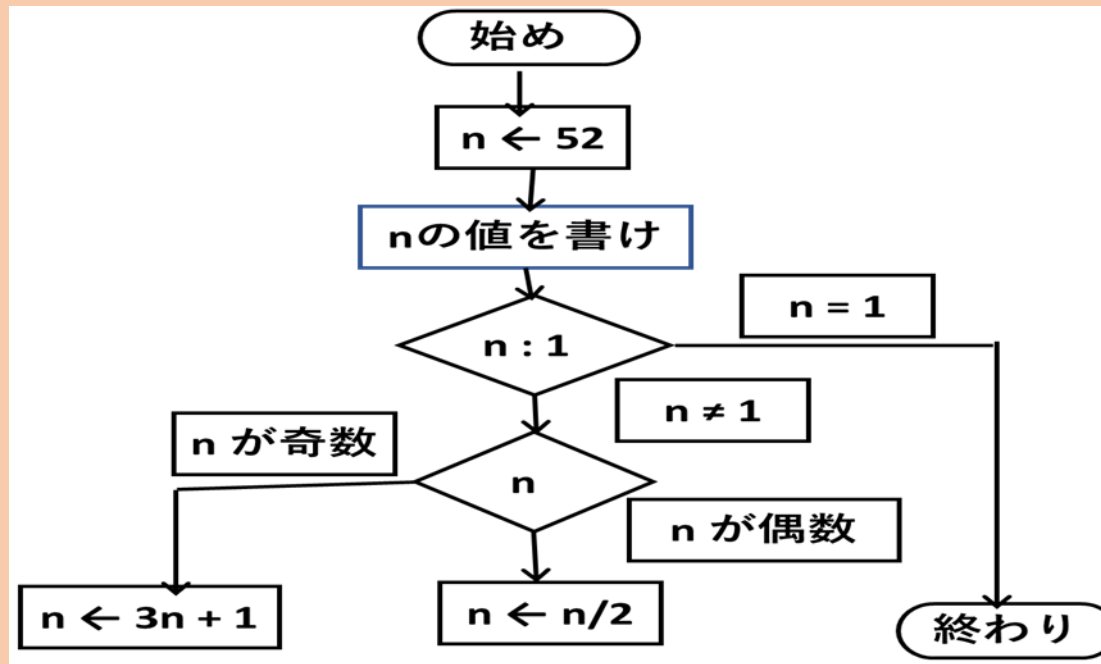 始め
n ← 52
nの値を書け
n = 1
n : 1
n ≠ 1
n が奇数
n
n が偶数
n ← 3n + 1
n ← n/2
終わり